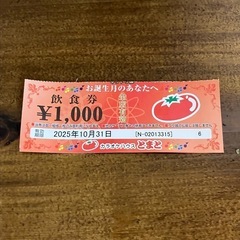 お誕生月のあなたへ
飲食券
¥1,000
有効期限
2025年10月31日
[N-02013315]
6
カラオケハウス とまと